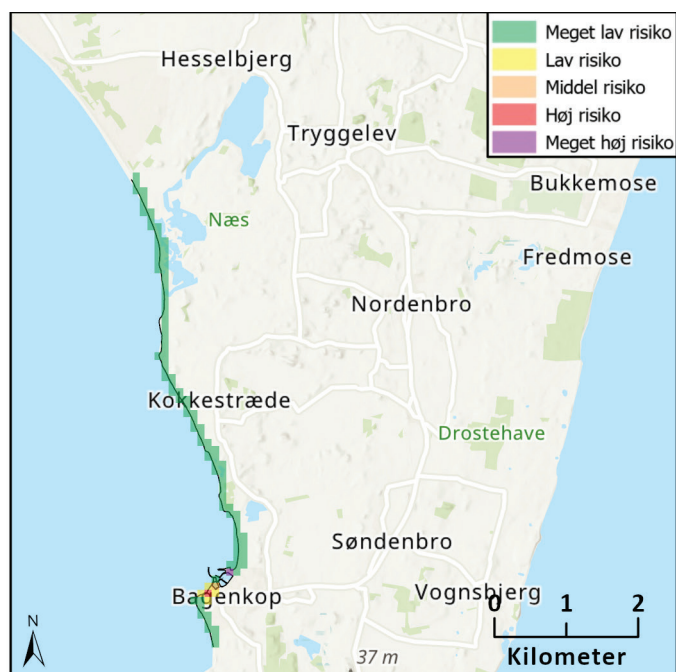 Meget lav risiko
Lav risiko
Middel risiko
Høj risiko
Meget høj risiko
Hesselbjerg
Tryggelev
Bukkemose
Næs
Fredmose
Nordenbro
Kokkestræde
Drostehave
Søndenbro
Bagenkop
Vognsbjerg
0 1 2
Kilometer
N
37 m